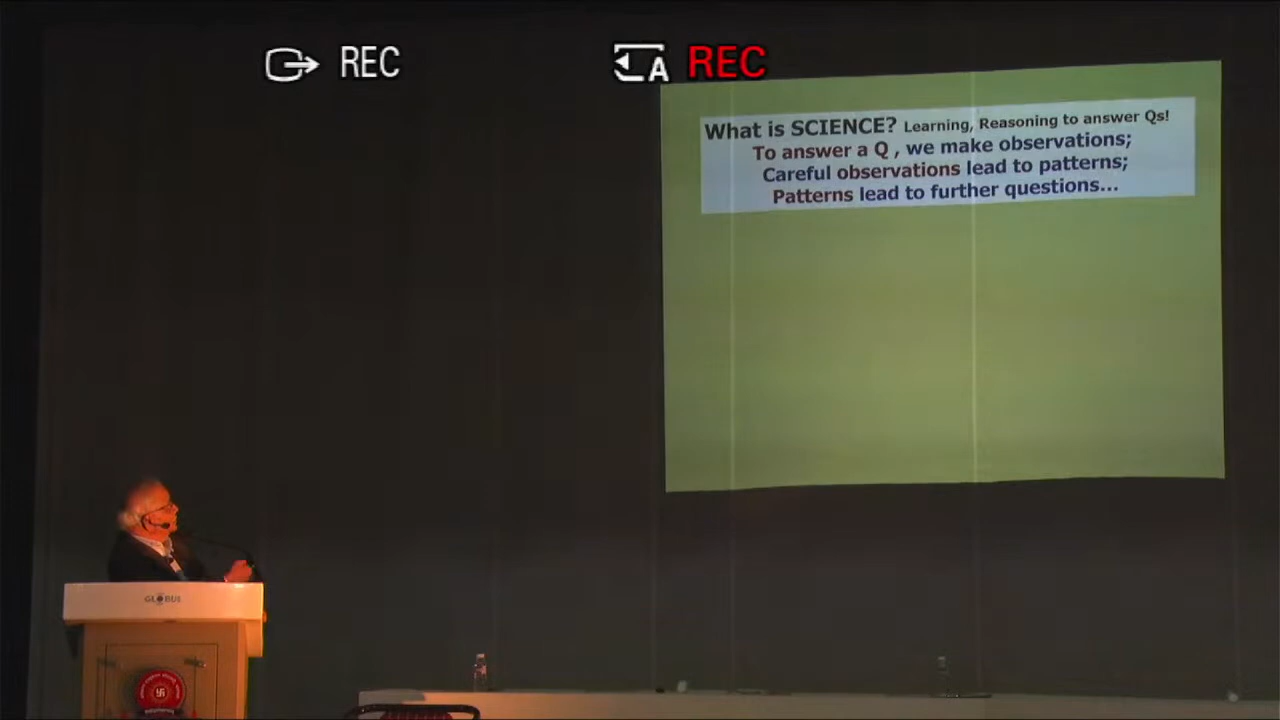 REC
A REC
What is SCIENCE? Learning, Reasoning to answer Qs!
To answer a Q , we make observations;
Careful observations lead to patterns;
Patterns lead to further questions...